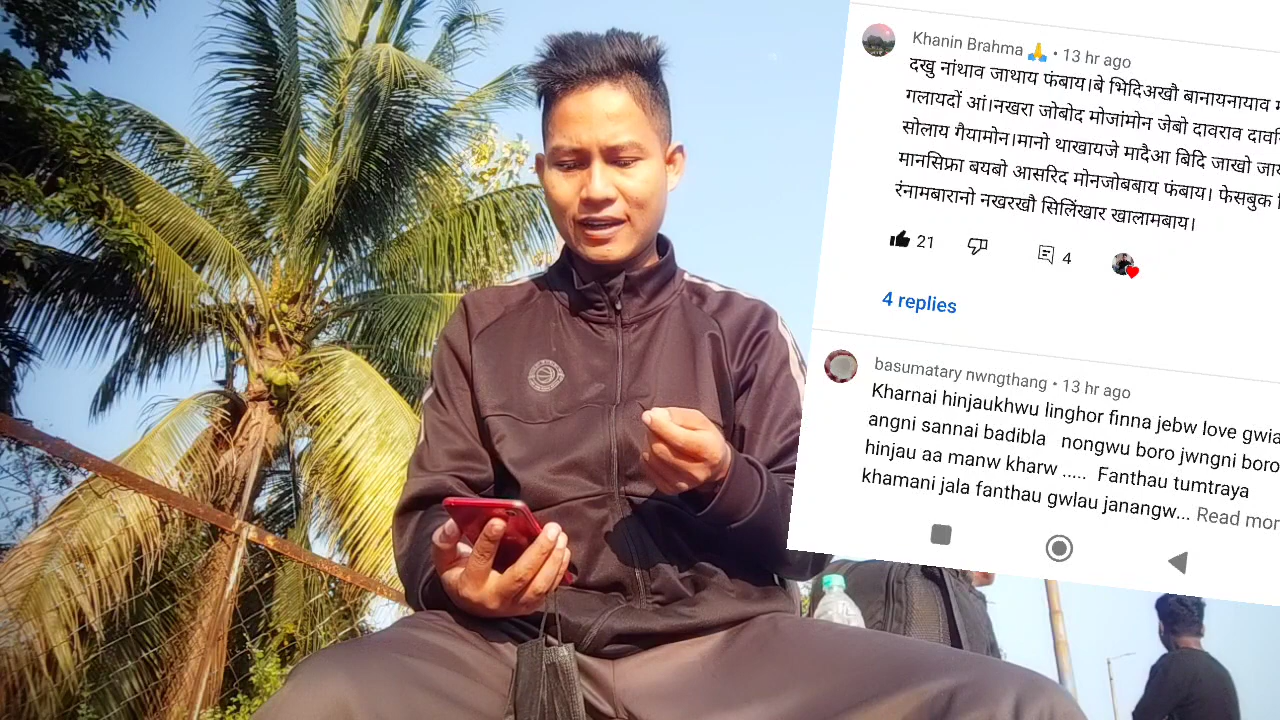 Khanin Brahma 🙏 • 13 hr ago
दखु नांथाव जाथाय फंबाय।बे भिदिअखौ बानायनायाव
गलायदों आं।नखरा जोबोद मोजांमोन जेबो दावराव
सोलाय गैयामोन।मानो थाखायजे मादैआ बिदि जाखो
मानसिफ्रा बयबो आसरिद मोनजोबबाय फंबाय। फेसबुक
रंनामबारानो नखरखौ सिलिंखार खालामबाय।
21
4
4 replies
basumatary nwngthang • 13 hr ago
Kharnai hinjaukhwu linghor finna jebw love gwia
angni sannai badibla nongwu boro jwngni boro
hinjau aa manw kharw ..... Fanthau tumtraya
khamani jala fanthau gwlau janangw... Read mor